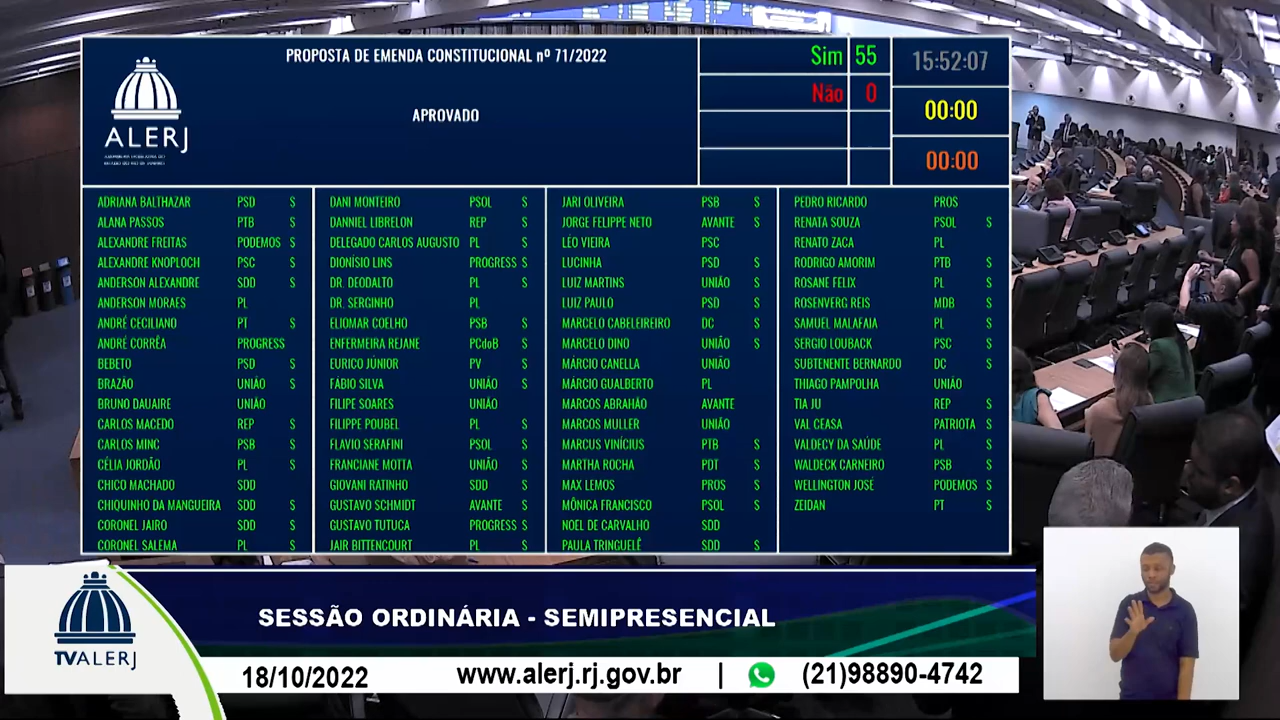 PROPOSTA DE EMENDA CONSTITUCIONAL nº 71/2022
APROVADO
ALERJ
ASSEMBLEIA LEGISLATIVA DO
ESTADO DO RIO DE JANEIRO
Sim 55
Não 0
15:52:07
00:00
00:00
ADRIANA BALTHAZAR PSD S
ALANA PASSOS PTB S
ALEXANDRE FREITAS PODEMOS S
ALEXANDRE KNOPLOCH PSC S
ANDERSON ALEXANDRE SDD S
ANDERSON MORAES PL
ANDRÉ CECILIANO PT S
ANDRÉ CORRÊA PROGRESS
BEBETO PSD S
BRAZÃO UNIÃO S
BRUNO DAUAIRE UNIÃO
CARLOS MACEDO REP S
CARLOS MINC PSB S
CÉLIA JORDÃO PL S
CHICO MACHADO SDD
CHIQUINHO DA MANGUEIRA SDD S
CORONEL JAIRO SDD S
CORONEL SALEMA PL S
DANI MONTEIRO PSOL S
DANNIEL LIBRELON REP S
DELEGADO CARLOS AUGUSTO PL S
DIONÍSIO LINS PROGRESS S
DR. DEODALTO PL S
DR. SERGINHO PL
ELIOMAR COELHO PSB S
ENFERMEIRA REJANE PCdoB S
EURICO JÚNIOR PV S
FÁBIO SILVA UNIÃO S
FILIPE SOARES UNIÃO
FILIPPE POUBEL PL S
FLAVIO SERAFINI PSOL S
FRANCIANE MOTTA UNIÃO S
GIOVANI RATINHO SDD S
GUSTAVO SCHMIDT AVANTE S
GUSTAVO TUTUCA PROGRESS S
JAIR BITTENCOURT PL S
JARI OLIVEIRA PSB S
JORGE FELIPPE NETO AVANTE S
LÉO VIEIRA PSC
LUCINHA PSD S
LUIZ MARTINS UNIÃO S
LUIZ PAULO PSD S
MARCELO CABELEIREIRO DC S
MARCELO DINO UNIÃO S
MÁRCIO CANELLA UNIÃO
MÁRCIO GUALBERTO PL
MARCOS ABRAHÃO AVANTE
MARCOS MULLER UNIÃO
MARCUS VINÍCIUS PTB S
MARTHA ROCHA PDT S
MAX LEMOS PROS S
MÔNICA FRANCISCO PSOL S
NOEL DE CARVALHO SDD
PAULA TRINGUELÊ SDD S
PEDRO RICARDO PROS
RENATA SOUZA PSOL S
RENATO ZACA PL
RODRIGO AMORIM PTB S
ROSANE FELIX PL S
ROSENVERG REIS MDB S
SAMUEL MALAFAIA PL S
SERGIO LOUBACK PSC S
SUBTENENTE BERNARDO DC S
THIAGO PAMPOLHA UNIÃO
TIA JU REP S
VAL CEASA PATRIOTA S
VALDECY DA SAÚDE PL S
WALDECK CARNEIRO PSB S
WELLINGTON JOSÉ PODEMOS S
ZEIDAN PT S
SESSÃO ORDINÁRIA - SEMIPRESENCIAL
TVALERJ
18/10/2022 www.alerj.rj.gov.br | (21)98890-4742